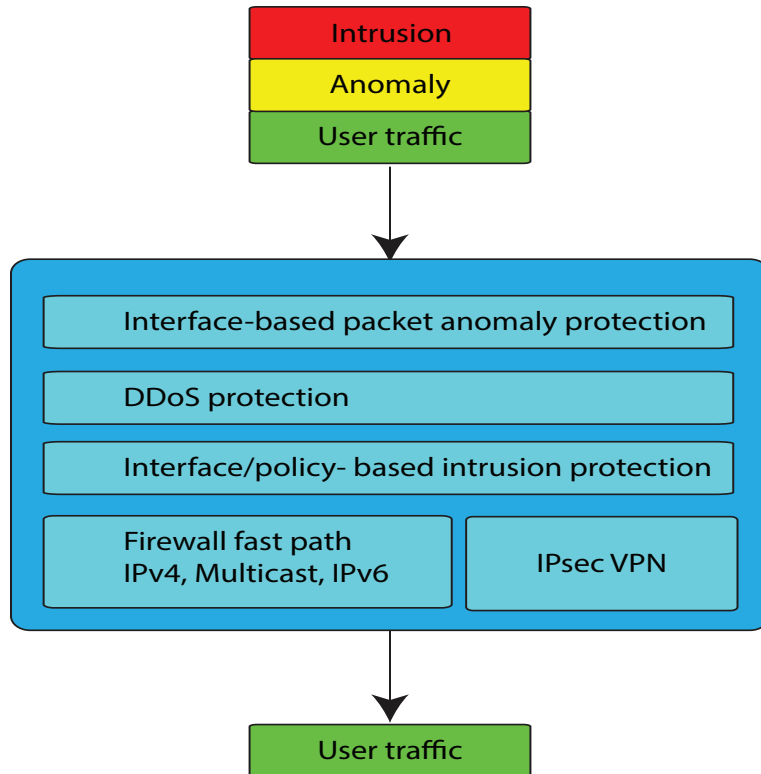 Intrusion
Anomaly
User traffic
Interface-based packet anomaly protection
DDoS protection
Interface/policy- based intrusion protection
Firewall fast path
IPv4, Multicast, IPv6
IPsec VPN
User traffic